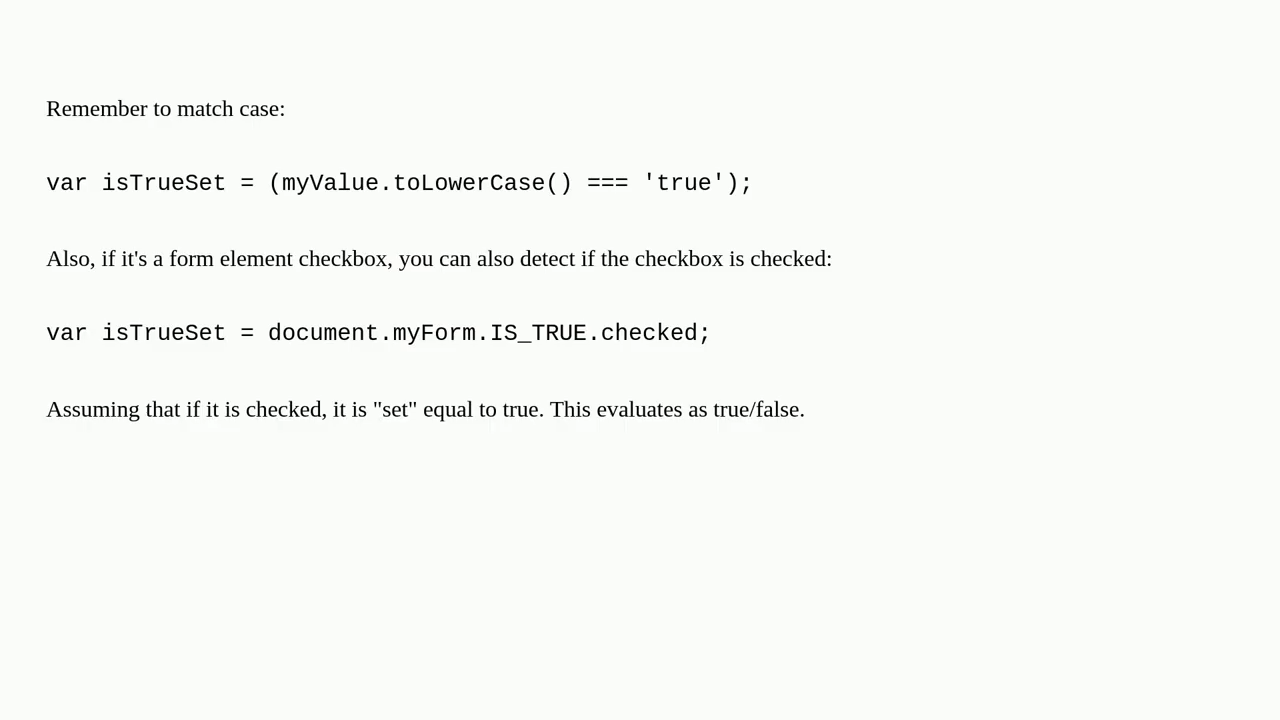 Remember to match case:
var isTrueSet = (myValue.toLowerCase() === 'true');
Also, if it's a form element checkbox, you can also detect if the checkbox is checked:
var isTrueSet = document.myForm.IS_TRUE.checked;
Assuming that if it is checked, it is "set" equal to true. This evaluates as true/false.